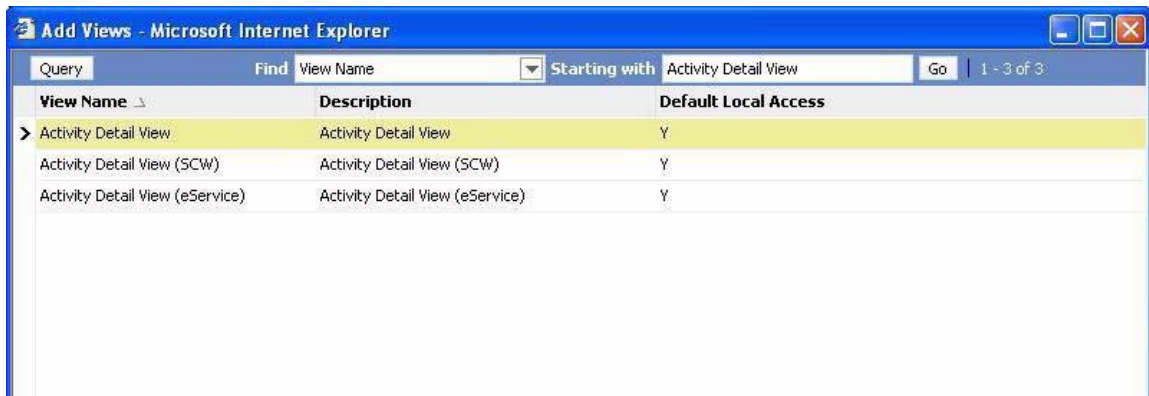 Add Views - Microsoft Internet Explorer
Query Find View Name Starting with Activity Detail View Go 1 - 3 of 3
View Name Description Default Local Access
Activity Detail View Activity Detail View Y
Activity Detail View (SCW) Activity Detail View (SCW) Y
Activity Detail View (eService) Activity Detail View (eService) Y